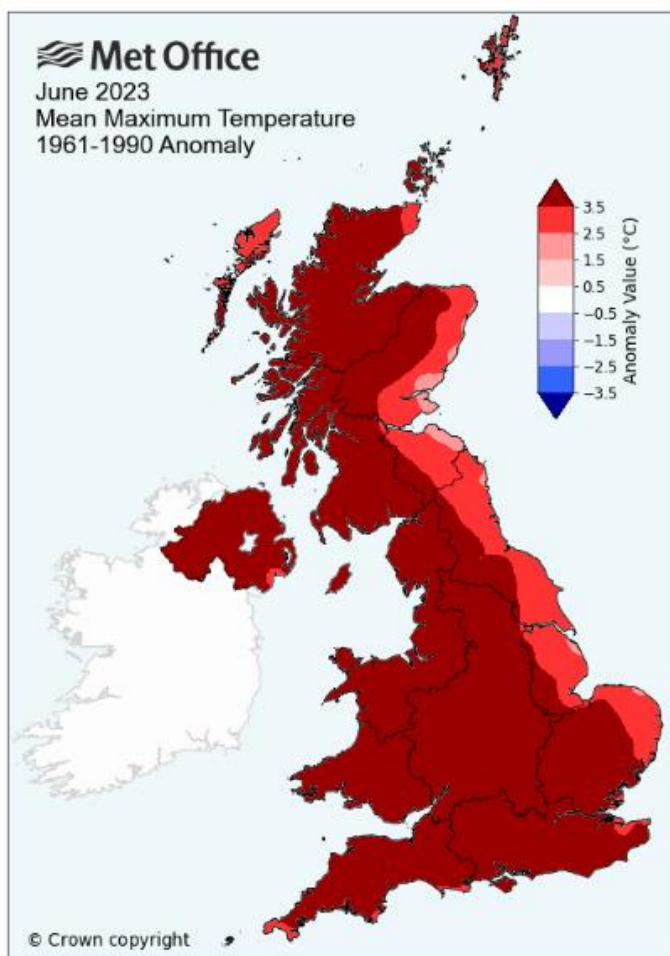 Met Office
June 2023
Mean Maximum Temperature
1961-1990 Anomaly
3.5
2.5
1.5
0.5
−0.5
−1.5
−2.5
−3.5
Anomaly Value (°C)
© Crown copyright